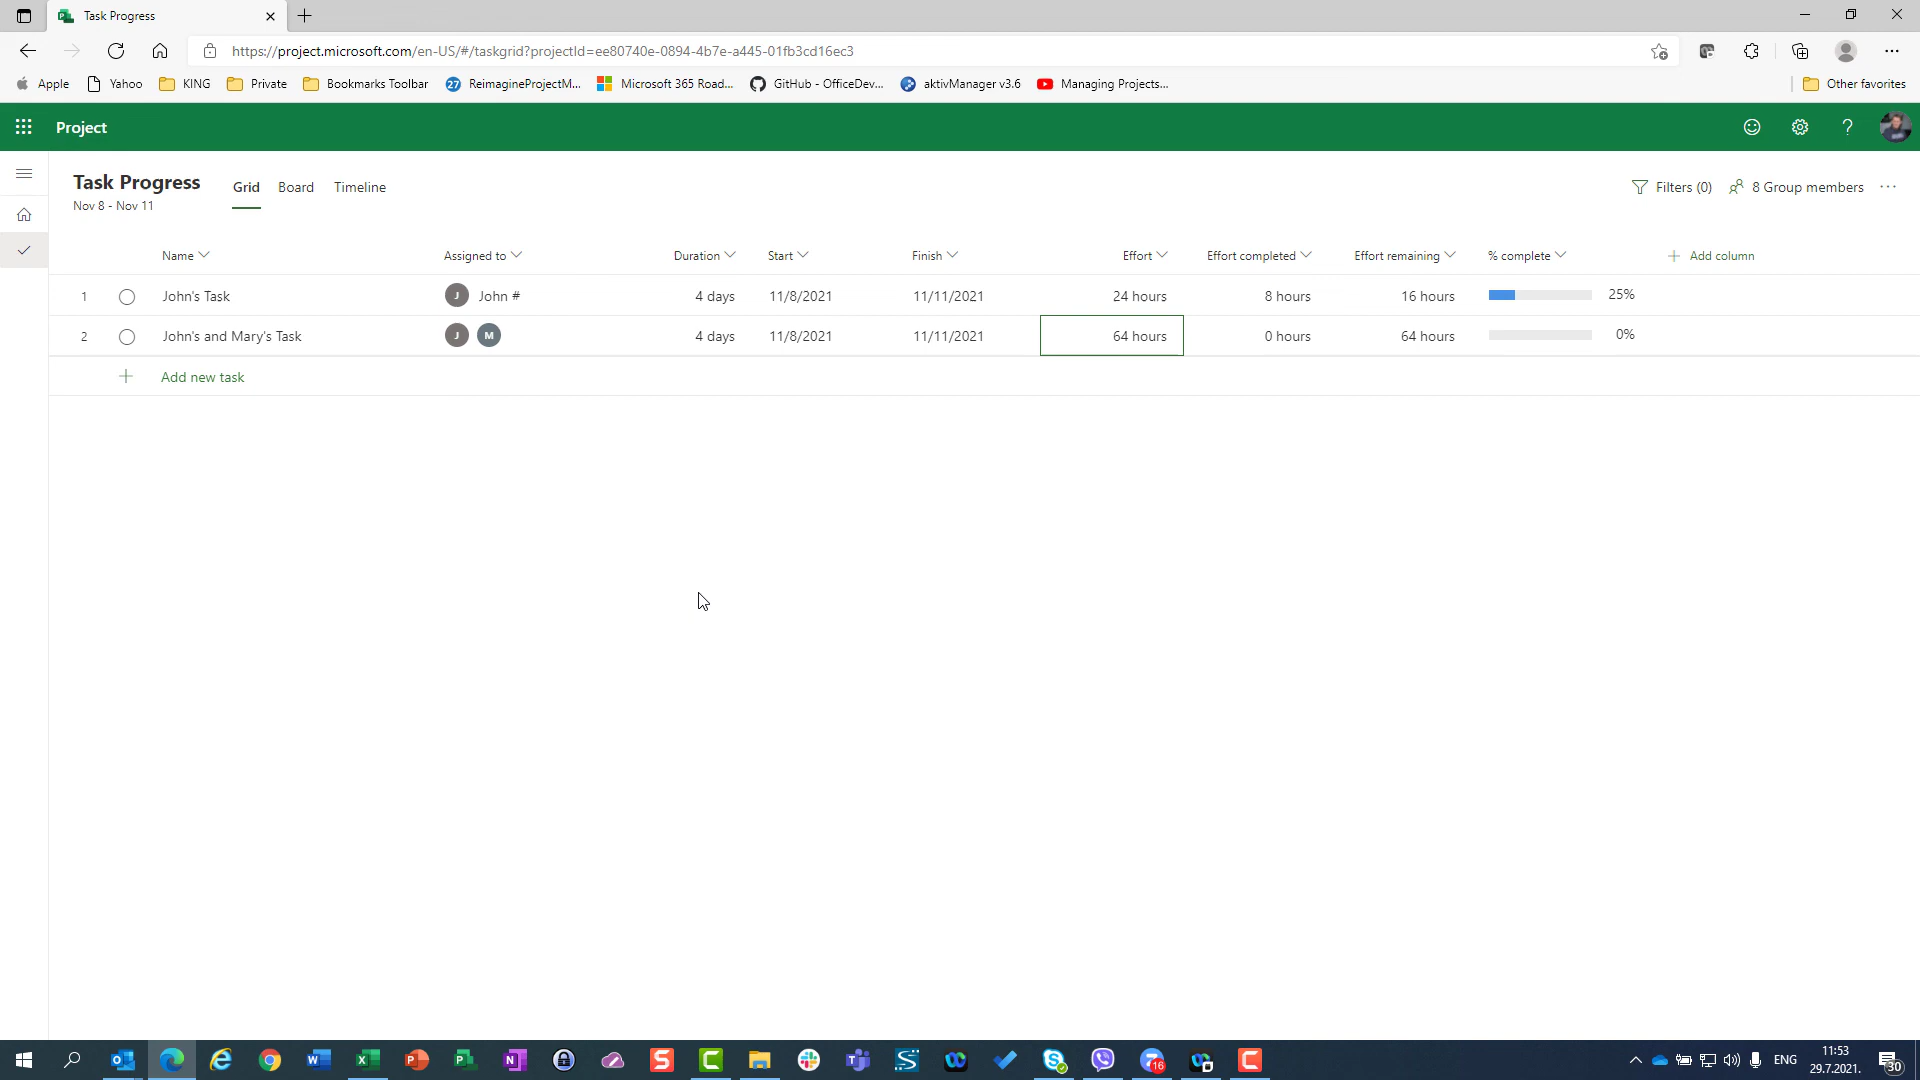 Task Progress
https://project.microsoft.com/en-US/#/taskgrid?projectId=ee80740e-0894-4b7e-a445-01fb3cd16ec3
Apple Yahoo KING Private Bookmarks Toolbar 27 ReimagineProjectM... Microsoft 365 Road... GitHub - OfficeDev... aktivManager v3.6 Managing Projects... Other favorites
Project ?
Task Progress Grid Board Timeline Filters (0) 8 Group members
Nov 8 - Nov 11
Name Assigned to Duration Start Finish Effort Effort completed Effort remaining % complete Add column
1 John's Task J John # 4 days 11/8/2021 11/11/2021 24 hours 8 hours 16 hours 25%
2 John's and Mary's Task J M 4 days 11/8/2021 11/11/2021 64 hours 0 hours 64 hours 0%
Add new task
16 ENG 11:53
29.7.2021. 30